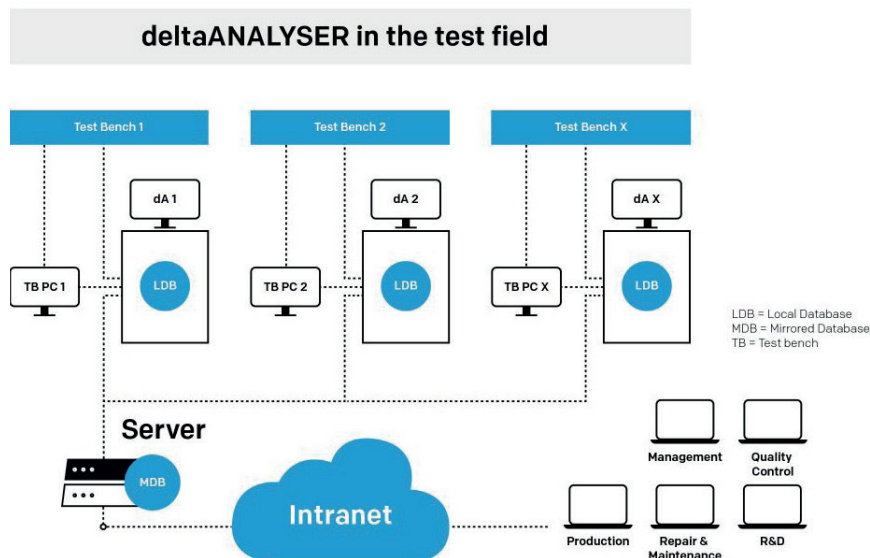 deltaANALYSER in the test field
Test Bench 1
Test Bench 2
Test Bench X
dA 1
dA 2
dA X
TB PC 1
LDB
TB PC 2
LDB
TB PC X
LDB
LDB = Local Database
MDB = Mirrored Database
TB = Test bench
Server
MDB
Intranet
Management
Quality
Control
Production
Repair &
Maintenance
R&D